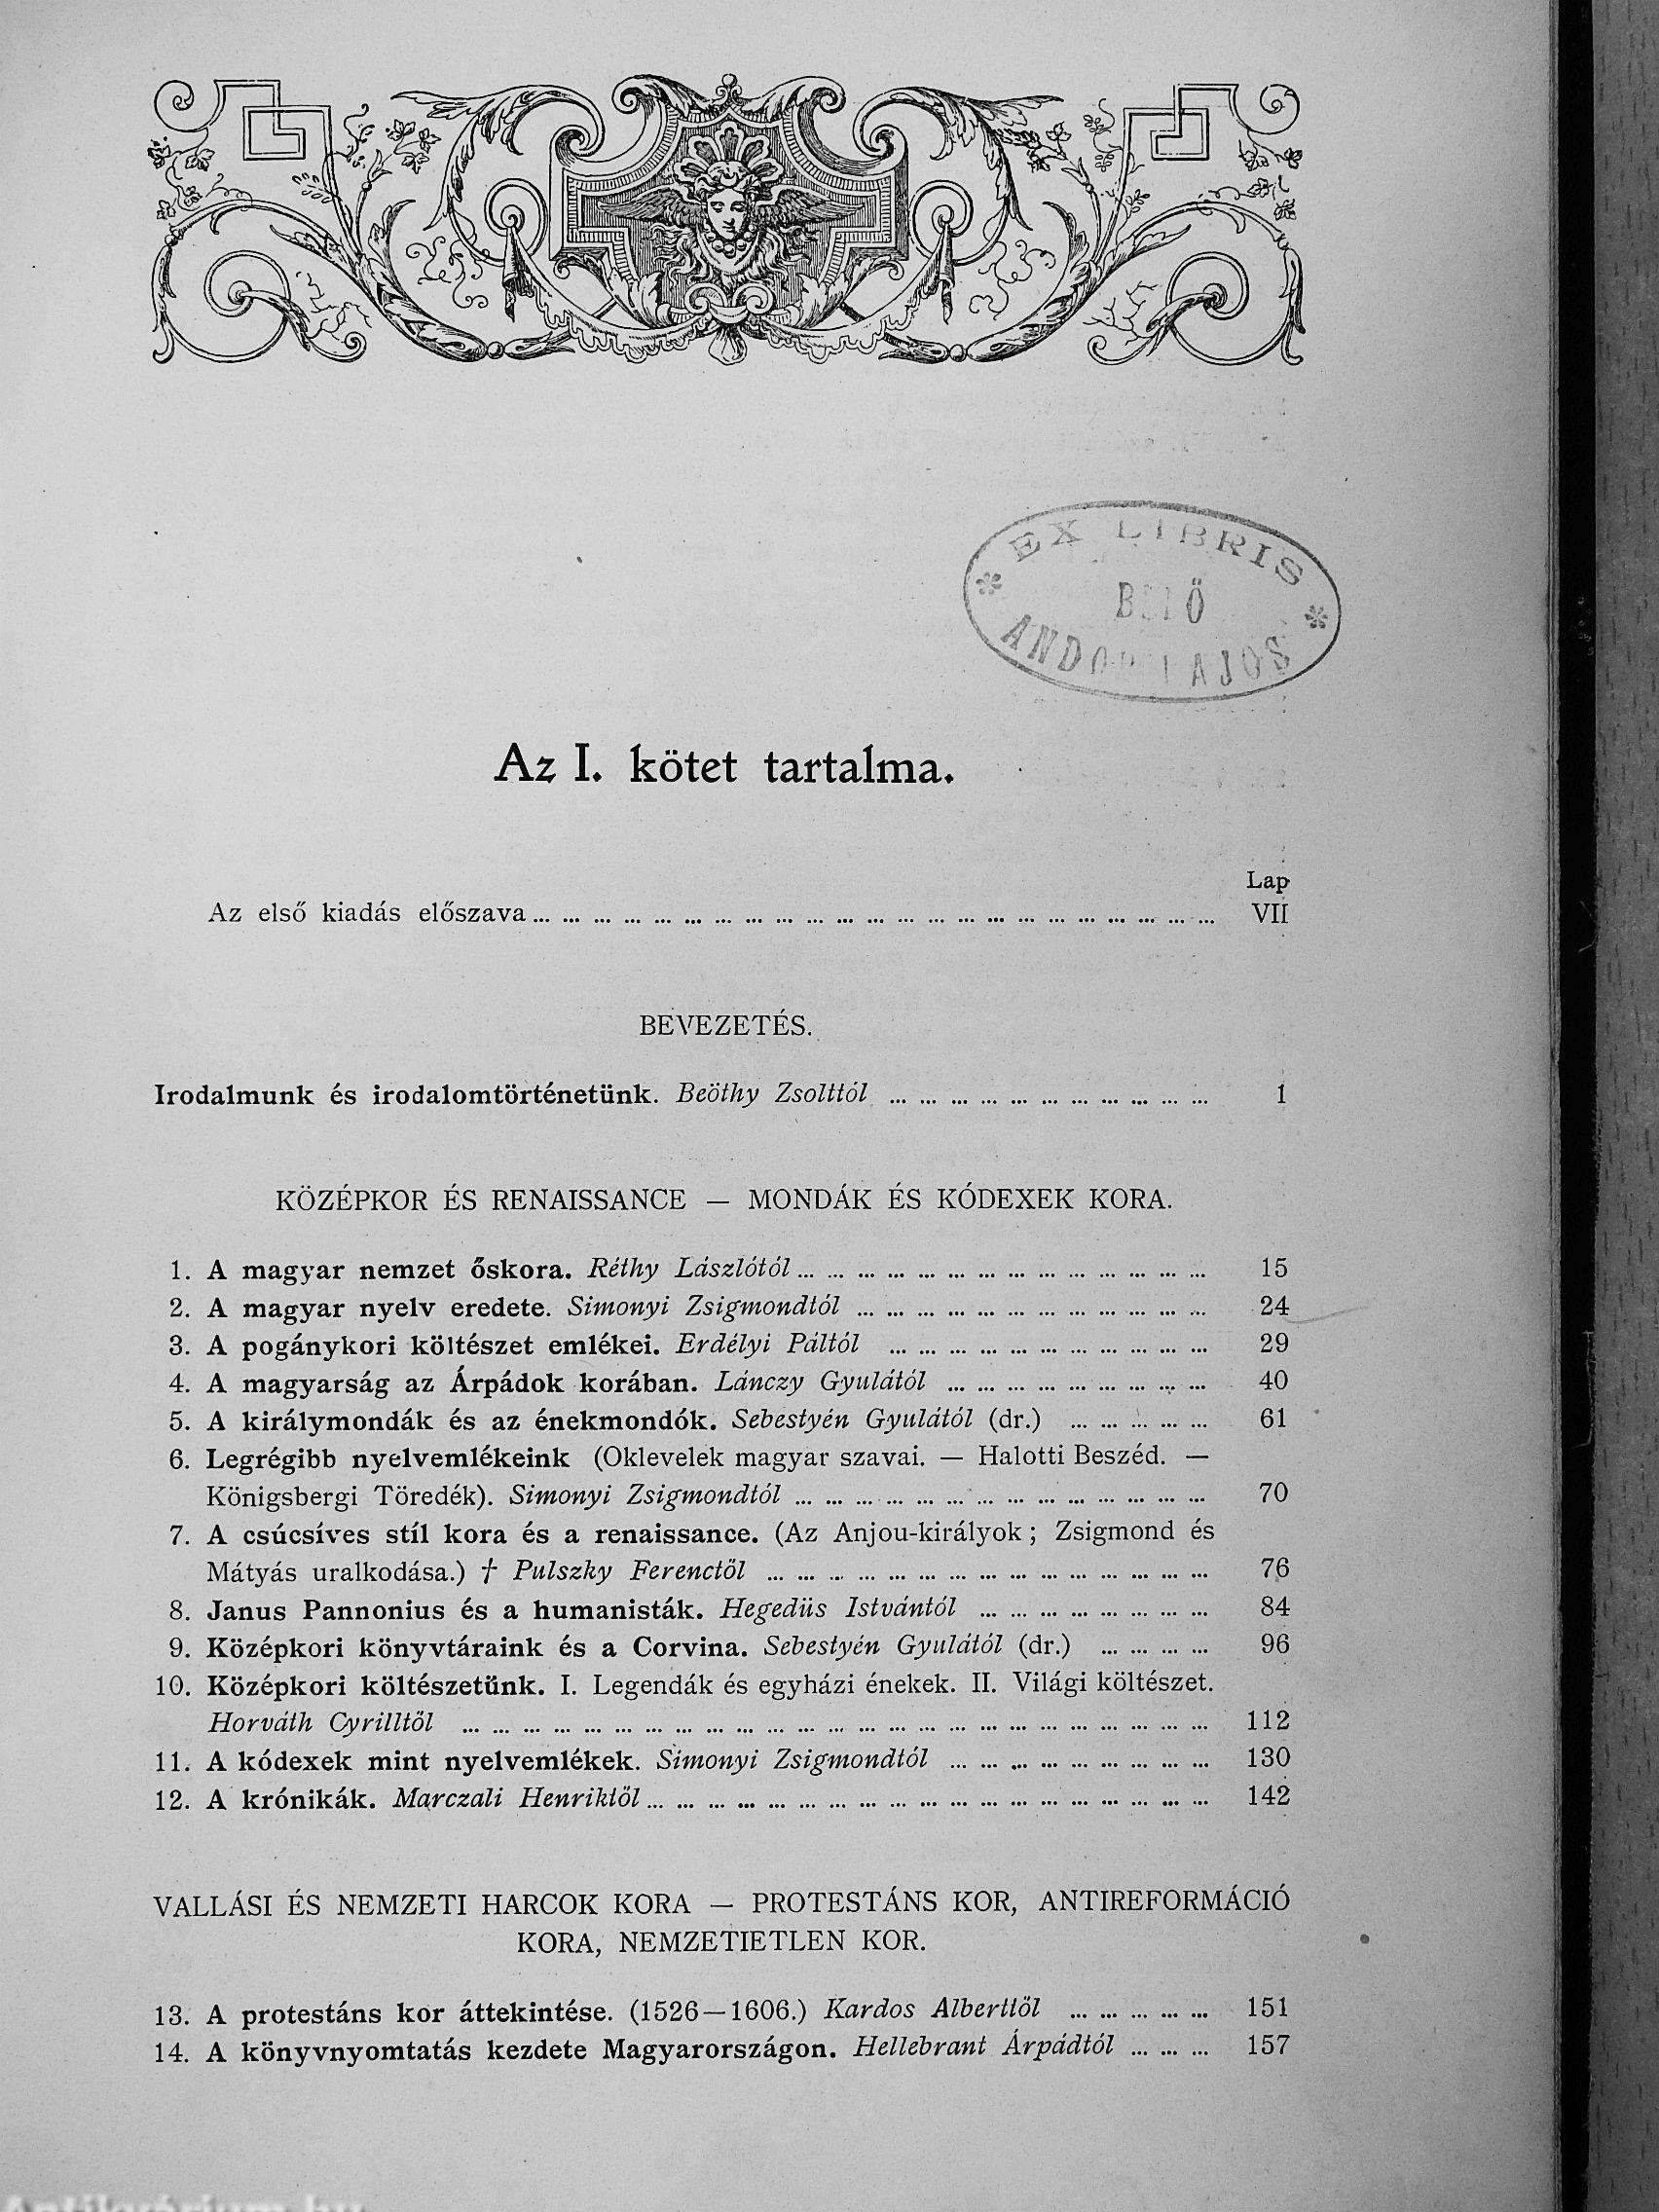 EX LIBRIS
LAJOS
Az I. kötet tartalma.
Lap
Az első kiadás előszava ... VII
BEVEZETÉS.
Irodalmunk és irodalomtörténetünk. Beöthy Zsolttól ... 1
KÖZÉPKOR ÉS RENAISSANCE — MONDÁK ÉS KÓDEXEK KORA.
1. A magyar nemzet őskora. Réthy Lászlótól ... 15
2. A magyar nyelv eredete. Simonyi Zsigmondtól ... 24
3. A pogánykori költészet emlékei. Erdélyi Páltól ... 29
4. A magyarság az Árpádok korában. Lánczy Gyulától ... 40
5. A királymondák és az énekmondók. Sebestyén Gyulától (dr.) ... 61
6. Legrégibb nyelvemlékeink (Oklevelek magyar szavai. — Halotti Beszéd. —
Königsbergi Töredék). Simonyi Zsigmondtól ... 70
7. A csúcsíves stíl kora és a renaissance. (Az Anjou-királyok; Zsigmond és
Mátyás uralkodása.) † Pulszky Ferenctől ... 76
8. Janus Pannonius és a humanisták. Hegedüs Istvántól ... 84
9. Középkori könyvtáraink és a Corvina. Sebestyén Gyulától (dr.) ... 96
10. Középkori költészetünk. I. Legendák és egyházi énekek. II. Világi költészet.
Horváth Cyrilltől ... 112
11. A kódexek mint nyelvemlékek. Simonyi Zsigmondtól ... 130
12. A krónikák. Marczali Henriktől ... 142
VALLÁSI ÉS NEMZETI HARCOK KORA — PROTESTÁNS KOR, ANTIREFORMÁCIÓ
KORA, NEMZETIETLEN KOR.
13. A protestáns kor áttekintése. (1526—1606.) Kardos Alberttől ... 151
14. A könyvnyomtatás kezdete Magyarországon. Hellebrant Árpádtól ... 157